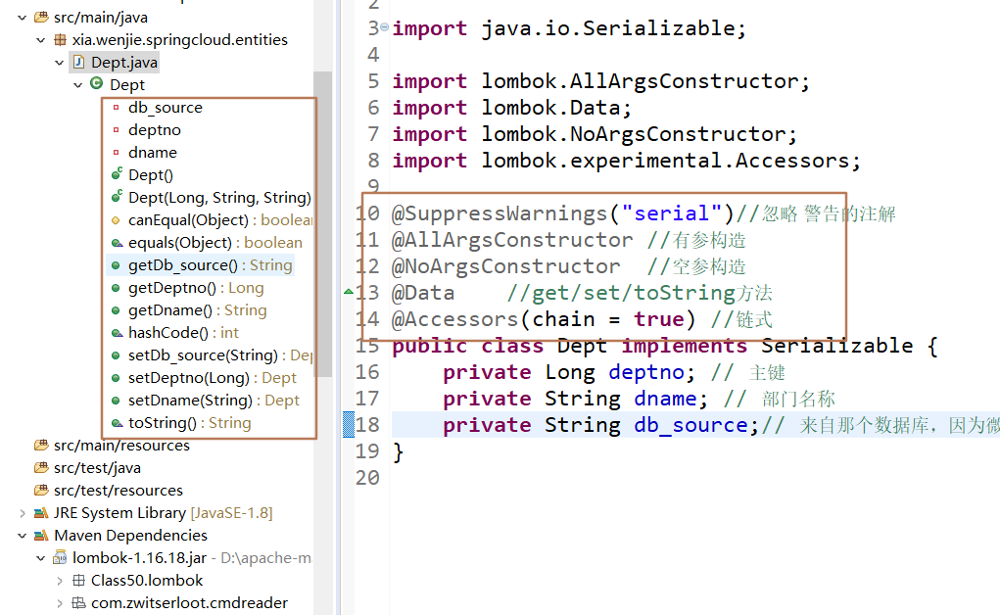 src/main/java
xia.wenjie.springcloud.entities
Dept.java
Dept
db_source
deptno
dname
Dept()
Dept(Long, String, String)
canEqual(Object) : boolean
equals(Object) : boolean
getDb_source() : String
getDeptno() : Long
getDname() : String
hashCode() : int
setDb_source(String) : De
setDeptno(Long) : Dept
setDname(String) : Dept
toString() : String
src/main/resources
src/test/java
src/test/resources
JRE System Library [JavaSE-1.8]
Maven Dependencies
lombok-1.16.18.jar - D:\apache-m
Class50.lombok
com.zwitserloot.cmdreader
2
3 import java.io.Serializable;
4
5 import lombok.AllArgsConstructor;
6 import lombok.Data;
7 import lombok.NoArgsConstructor;
8 import lombok.experimental.Accessors;
9
10 @SuppressWarnings("serial")//忽略 警告的注解
11 @AllArgsConstructor //有参构造
12 @NoArgsConstructor //空参构造
13 @Data //get/set/toString方法
14 @Accessors(chain = true) //链式
15 public class Dept implements Serializable {
16 private Long deptno; // 主键
17 private String dname; // 部门名称
18 private String db_source;// 来自那个数据库，因为微
19 }
20